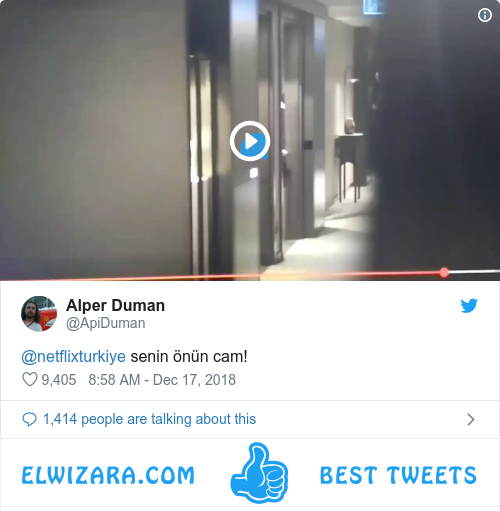 Alper Duman
@ApiDuman
@netflixturkiye senin önün cam!
9,405 8:58 AM - Dec 17, 2018
1,414 people are talking about this
ELWIZARA.COM BEST TWEETS